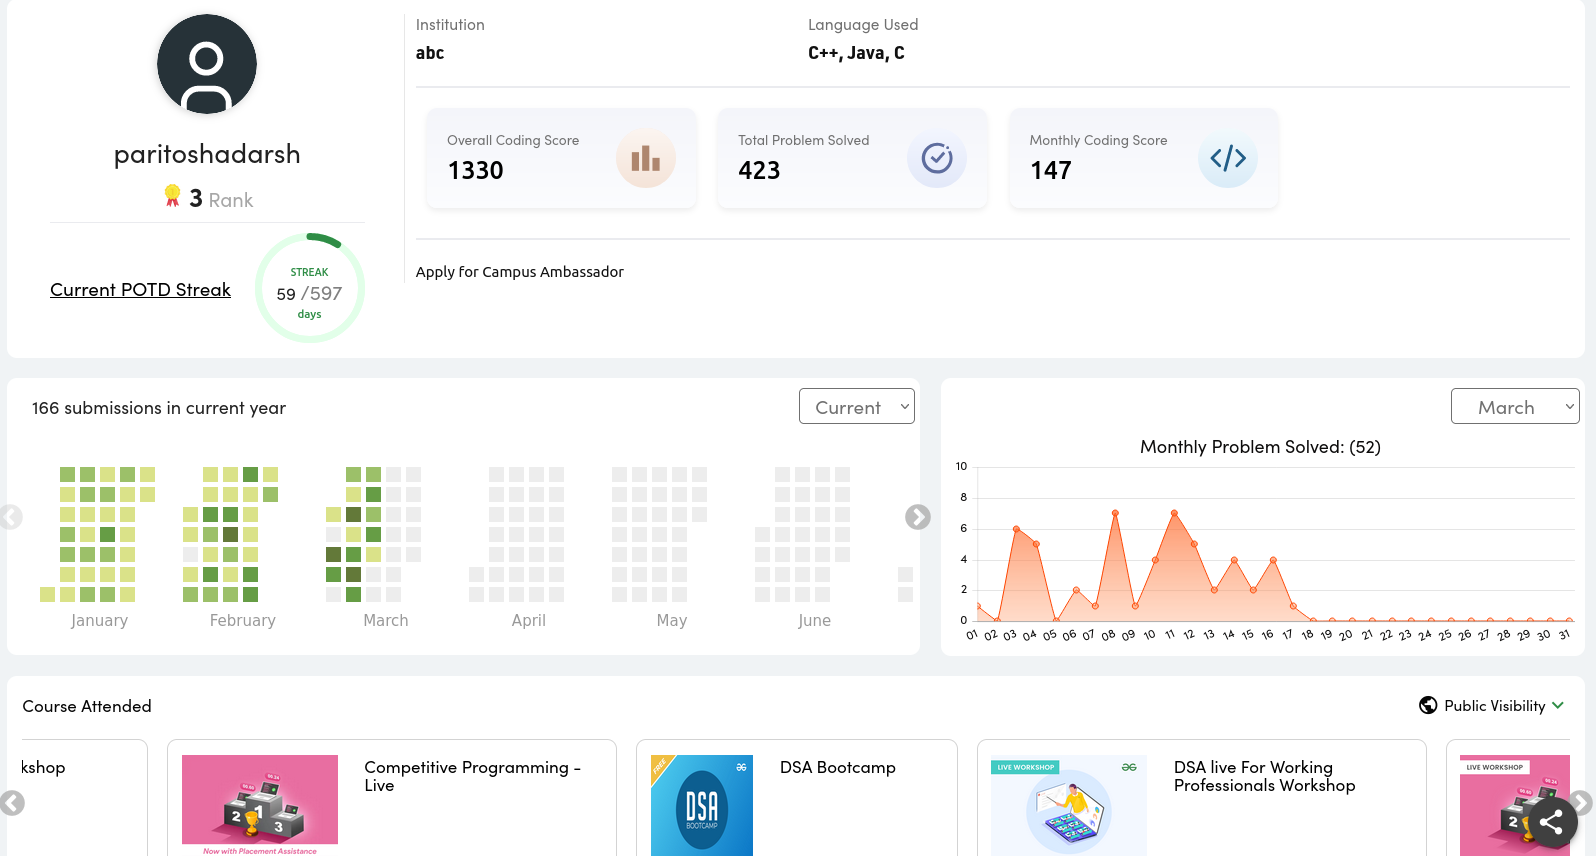 Institution
abc
Language Used
C++, Java, C
paritoshadarsh
3 Rank
Overall Coding Score
1330
Total Problem Solved
423
Monthly Coding Score
147
Current POTD Streak
STREAK
59 /597
days
Apply for Campus Ambassador
166 submissions in current year
Current
January
February
March
April
May
June
March
Monthly Problem Solved: (52)
10
8
6
4
2
0
01 02 03 04 05 06 07 08 09 10 11 12 13 14 15 16 17 18 19 20 21 22 23 24 25 26 27 28 29 30 31
Course Attended
Public Visibility
kshop
2 1 3
Now with Placement Assistance
Competitive Programming -
Live
FREE
DSA
BOOTCAMP
DSA Bootcamp
LIVE WORKSHOP
DSA live For Working
Professionals Workshop
LIVE WORKSHOP
2